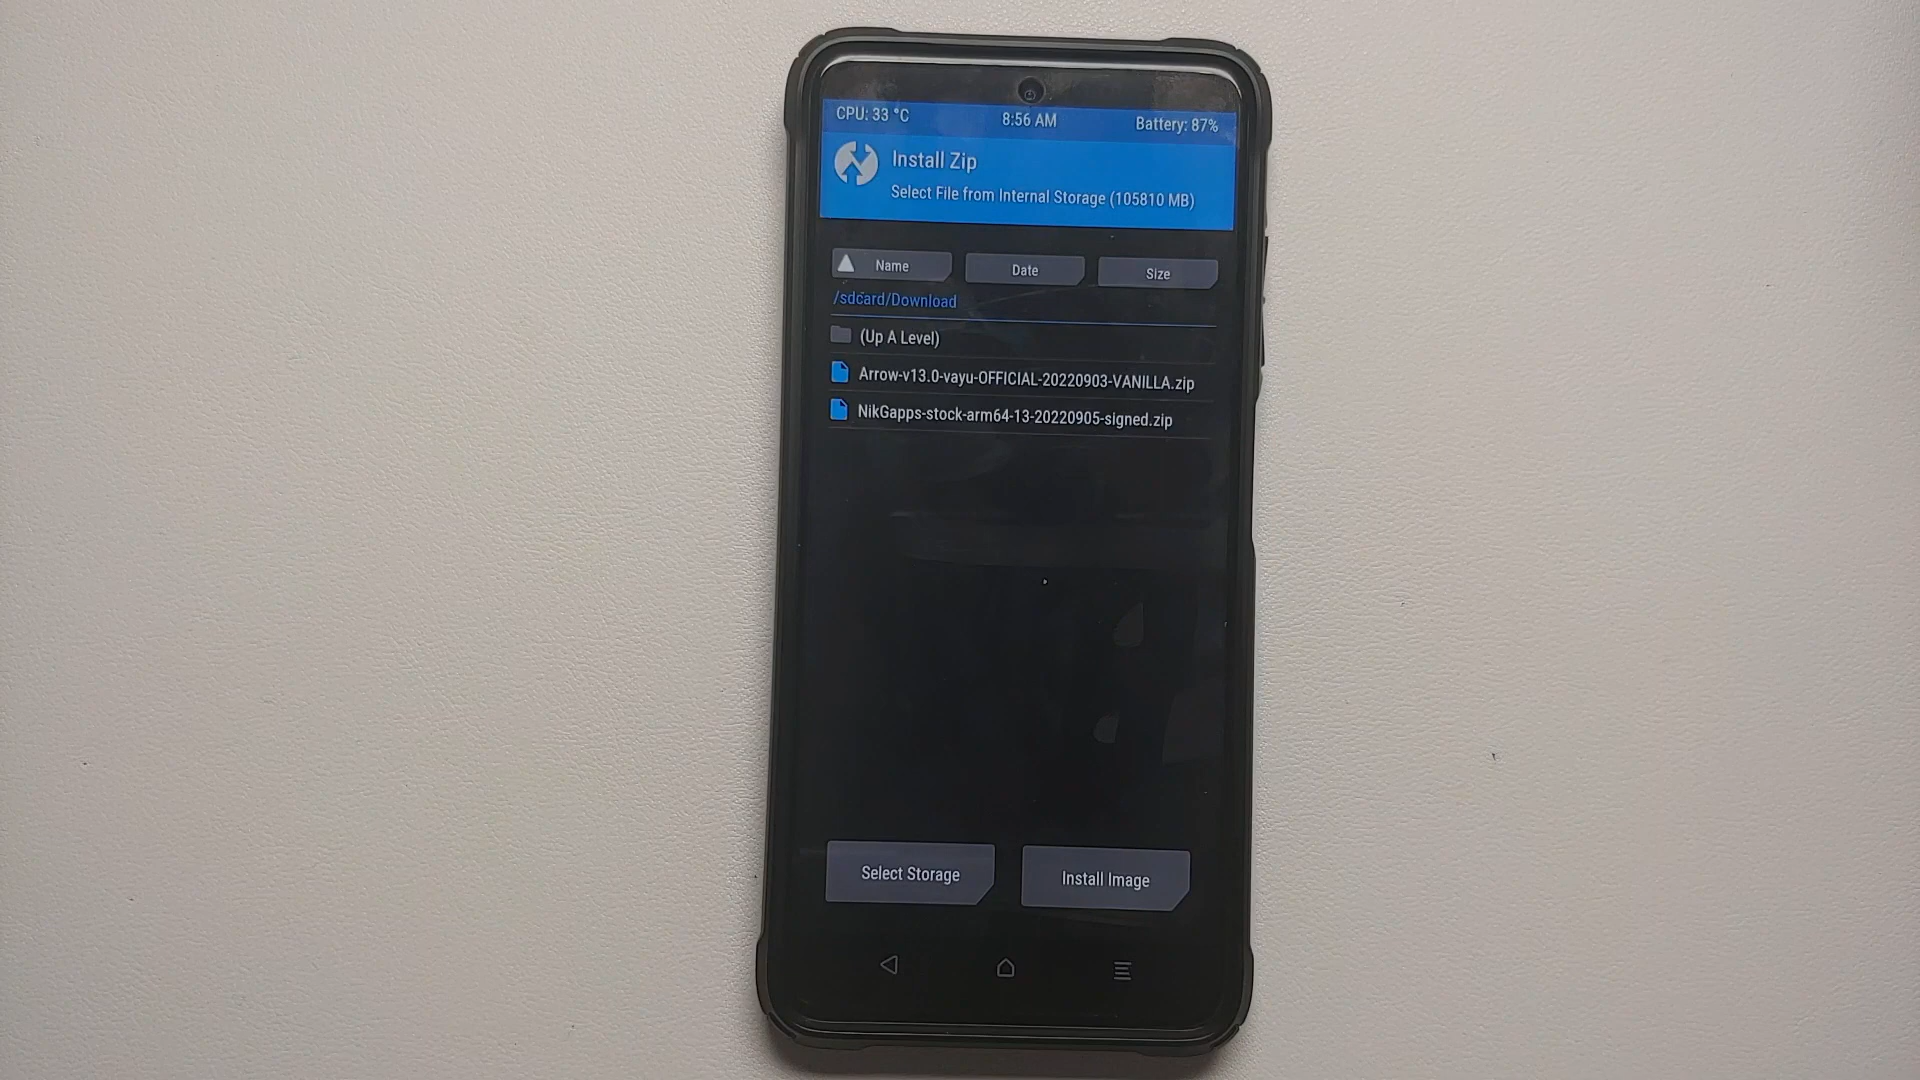 CPU: 33 °C 8:56 AM Battery: 87%
Install Zip
Select File from Internal Storage (105810 MB)
Name Date Size
/sdcard/Download
(Up A Level)
Arrow-v13.0-vayu-OFFICIAL-20220903-VANILLA.zip
NikGapps-stock-arm64-13-20220905-signed.zip
Select Storage Install Image